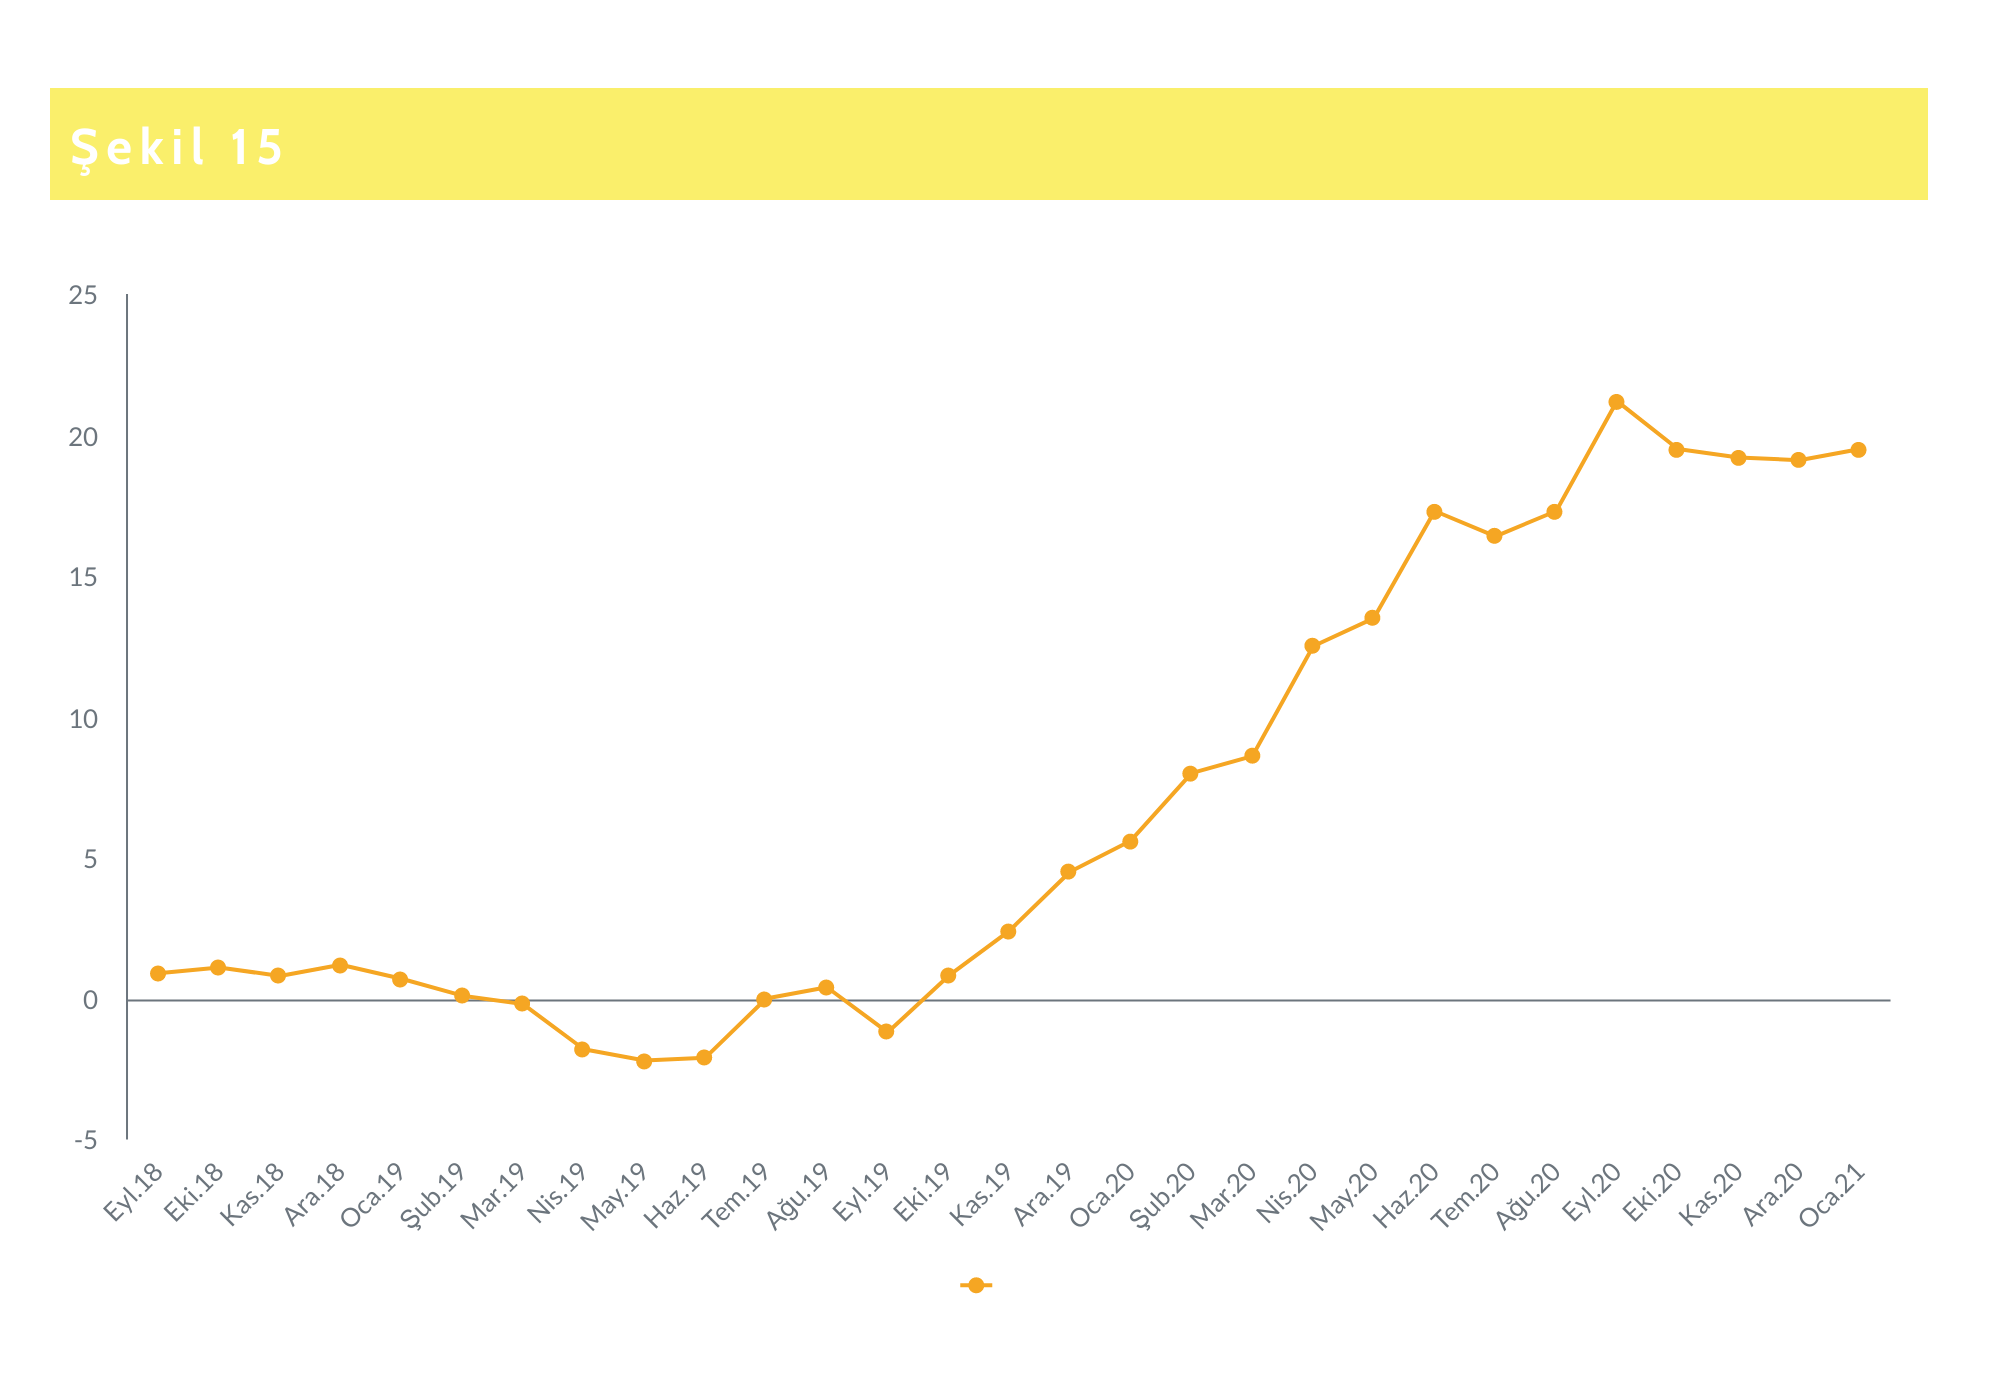 Şekil 15
25
20
15
10
5
0
-5
Eyl.18
Eki.18
Kas.18
Ara.18
Oca.19
Şub.19
Mar.19
Nis.19
May.19
Haz.19
Tem.19
Ağu.19
Eyl.19
Eki.19
Kas.19
Ara.19
Oca.20
Şub.20
Mar.20
Nis.20
May.20
Haz.20
Tem.20
Ağu.20
Eyl.20
Eki.20
Kas.20
Ara.20
Oca.21